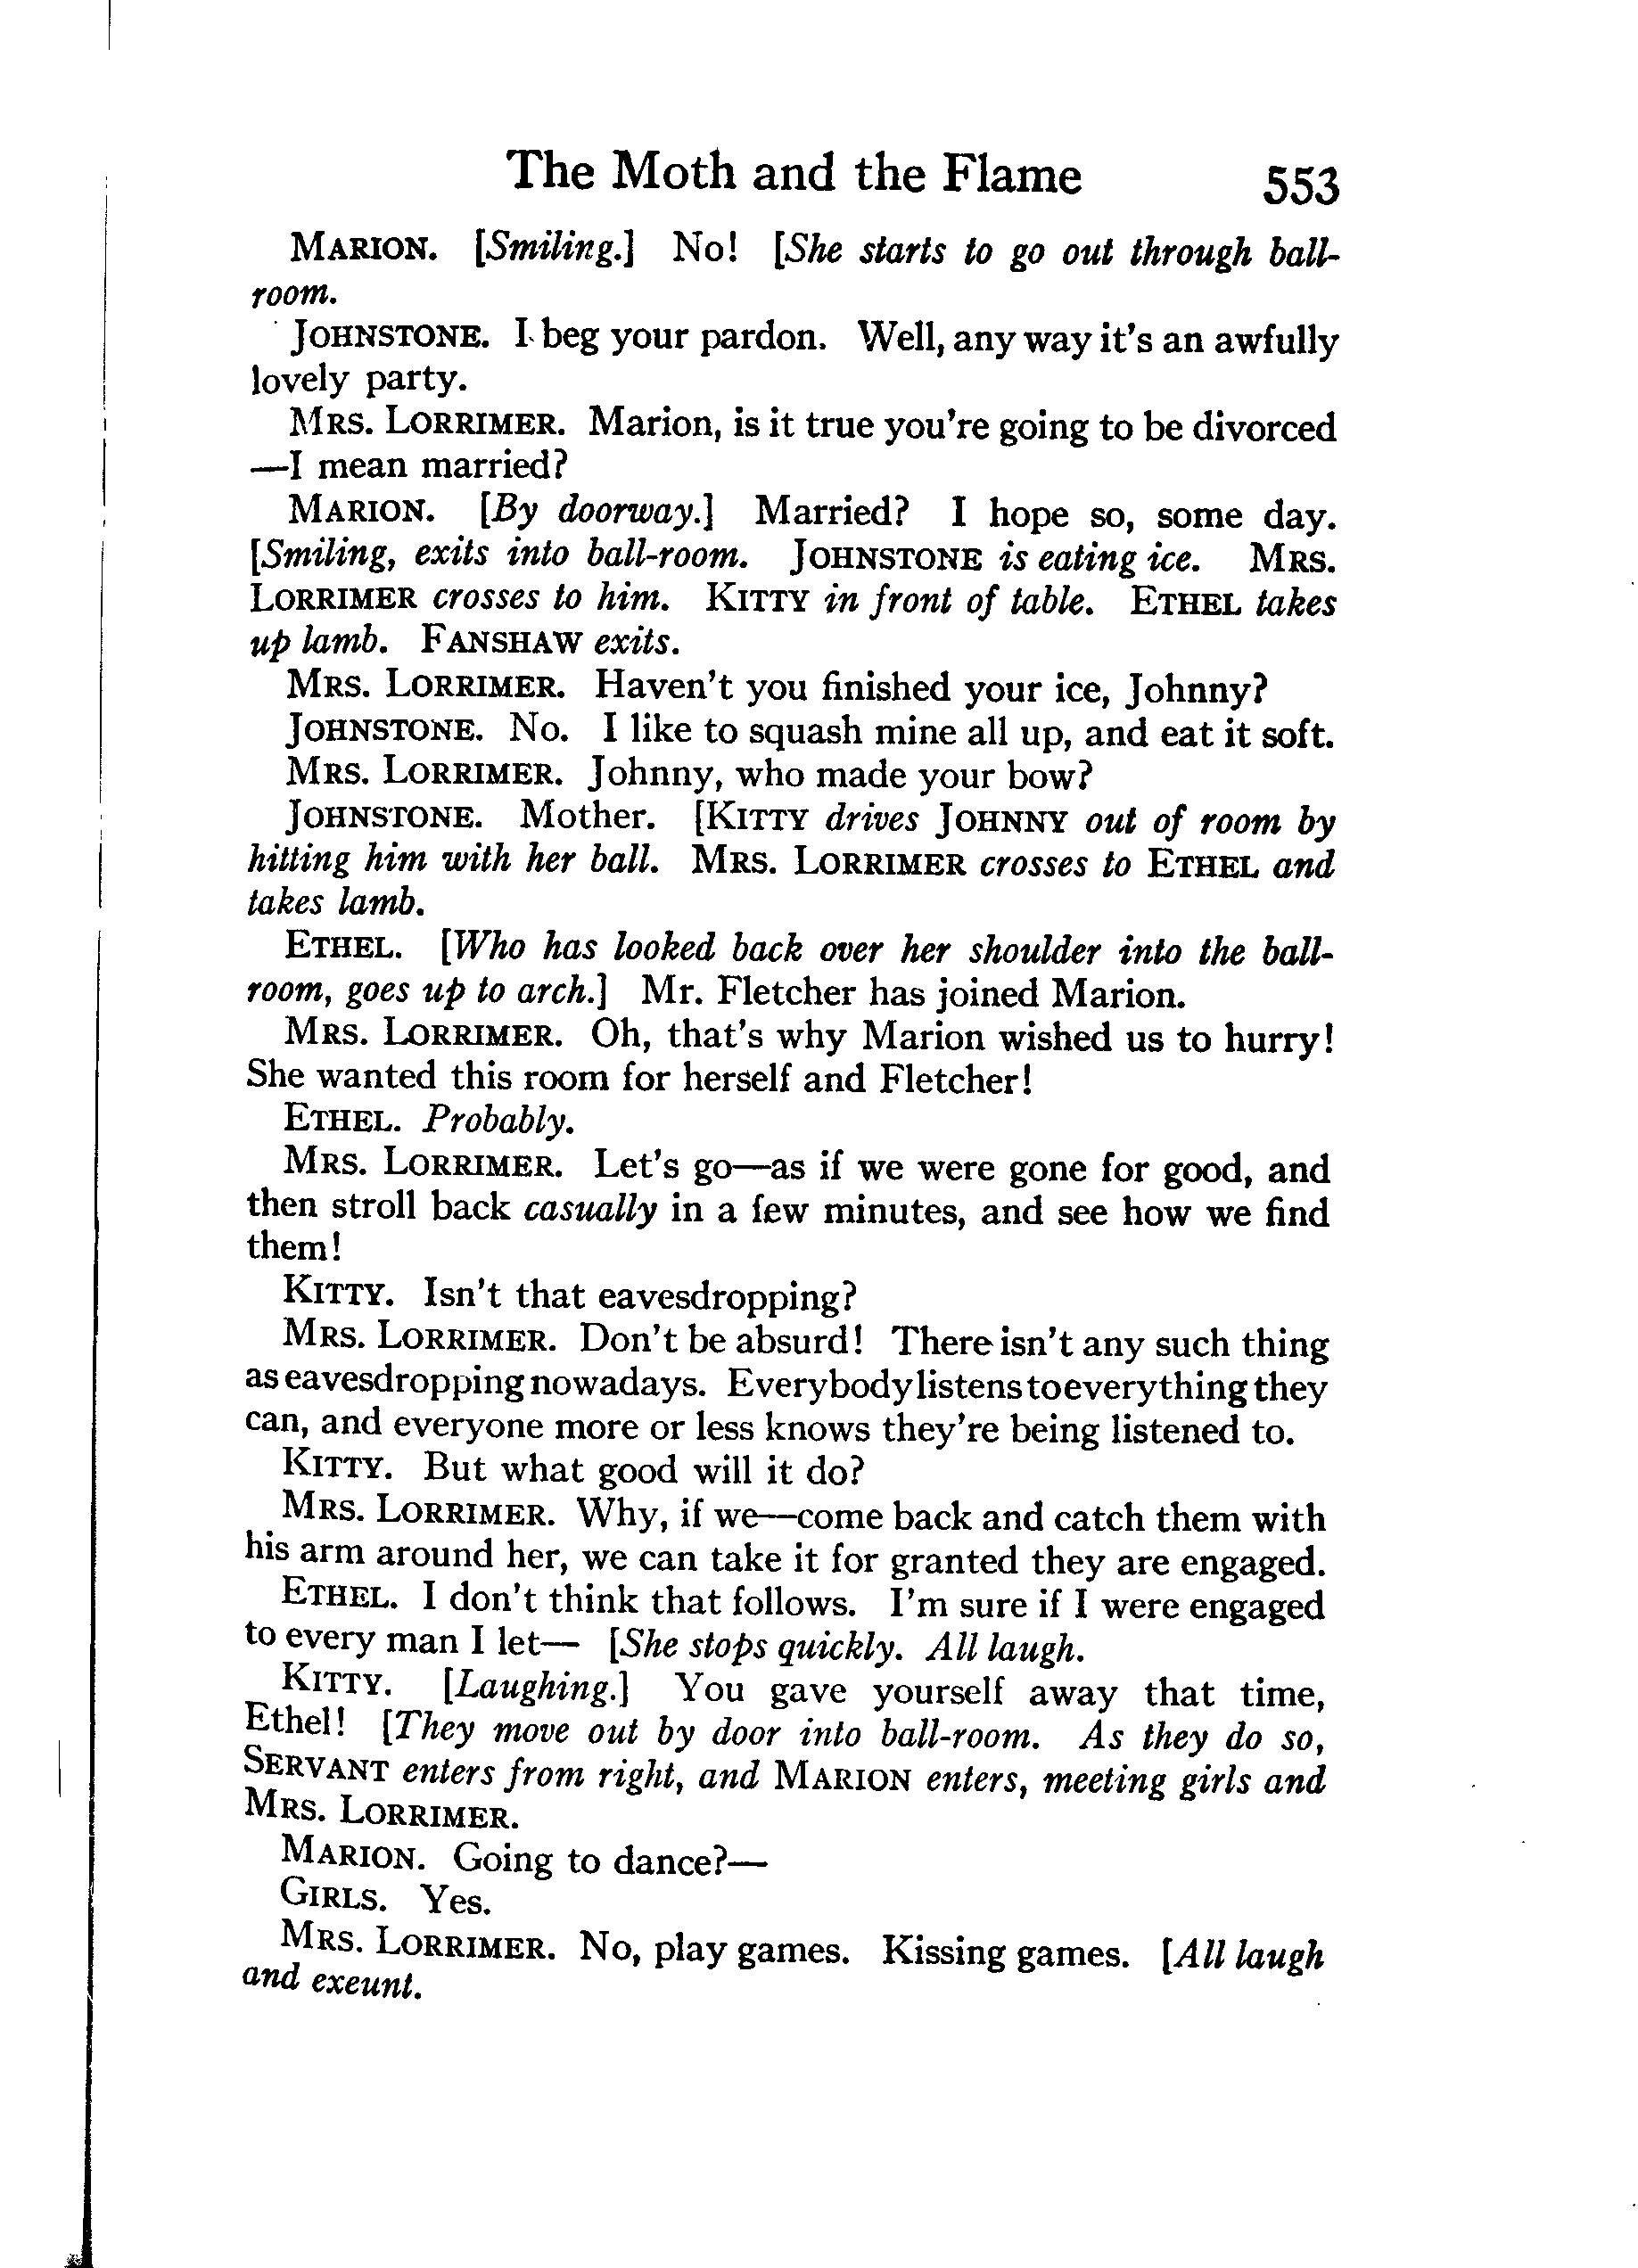 The Moth and the Flame 553
MARION. [Smiling.] No! [She starts to go out through ball-
room.
JOHNSTONE. I beg your pardon. Well, any way it's an awfully
lovely party.
MRS. LORRIMER. Marion, is it true you're going to be divorced
—I mean married?
MARION. [By doorway.] Married? I hope so, some day.
[Smiling, exits into ball-room. JOHNSTONE is eating ice. MRS.
LORRIMER crosses to him. KITTY in front of table. ETHEL takes
up lamb. FANSHAW exits.
MRS. LORRIMER. Haven't you finished your ice, Johnny?
JOHNSTONE. No. I like to squash mine all up, and eat it soft.
MRS. LORRIMER. Johnny, who made your bow?
JOHNSTONE. Mother. [KITTY drives JOHNNY out of room by
hitting him with her ball. MRS. LORRIMER crosses to ETHEL and
takes lamb.
ETHEL. [Who has looked back over her shoulder into the ball-
room, goes up to arch.] Mr. Fletcher has joined Marion.
MRS. LORRIMER. Oh, that's why Marion wished us to hurry!
She wanted this room for herself and Fletcher!
ETHEL. Probably.
MRS. LORRIMER. Let's go—as if we were gone for good, and
then stroll back casually in a few minutes, and see how we find
them!
KITTY. Isn't that eavesdropping?
MRS. LORRIMER. Don't be absurd! There isn't any such thing
as eavesdropping nowadays. Everybody listens to everything they
can, and everyone more or less knows they're being listened to.
KITTY. But what good will it do?
MRS. LORRIMER. Why, if we—come back and catch them with
his arm around her, we can take it for granted they are engaged.
ETHEL. I don't think that follows. I'm sure if I were engaged
to every man I let— [She stops quickly. All laugh.
KITTY. [Laughing.] You gave yourself away that time,
Ethel! [They move out by door into ball-room. As they do so,
SERVANT enters from right, and MARION enters, meeting girls and
MRS. LORRIMER.
MARION. Going to dance?—
GIRLS. Yes.
MRS. LORRIMER. No, play games. Kissing games. [All laugh
and exeunt.